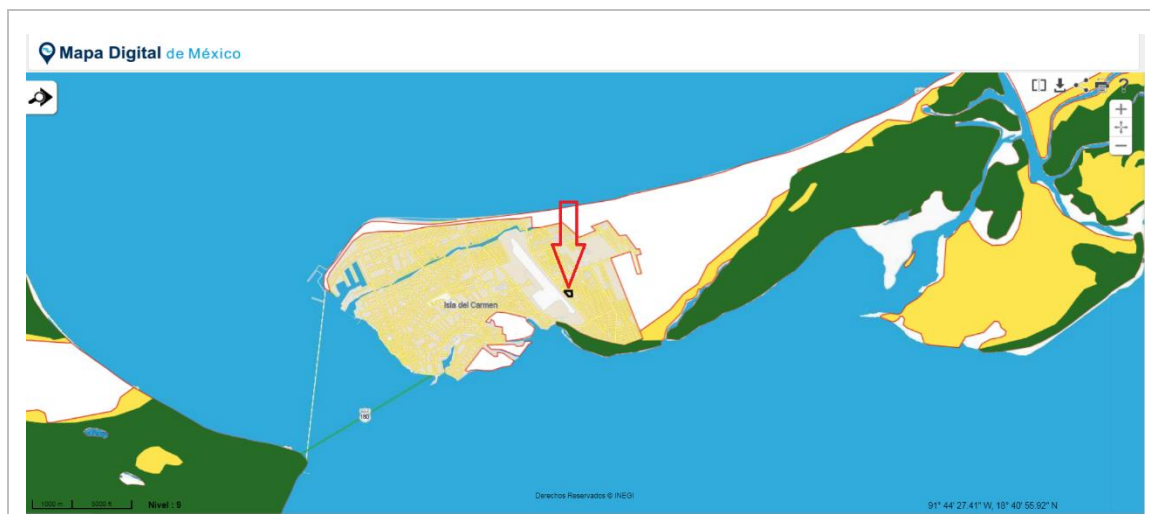 Mapa Digital de México
?
+
−
Isla del Carmen
180
Derechos Reservados © INEGI
1000 m 5000 ft Nivel : 9
91° 44' 27.41" W, 18° 40' 55.92" N